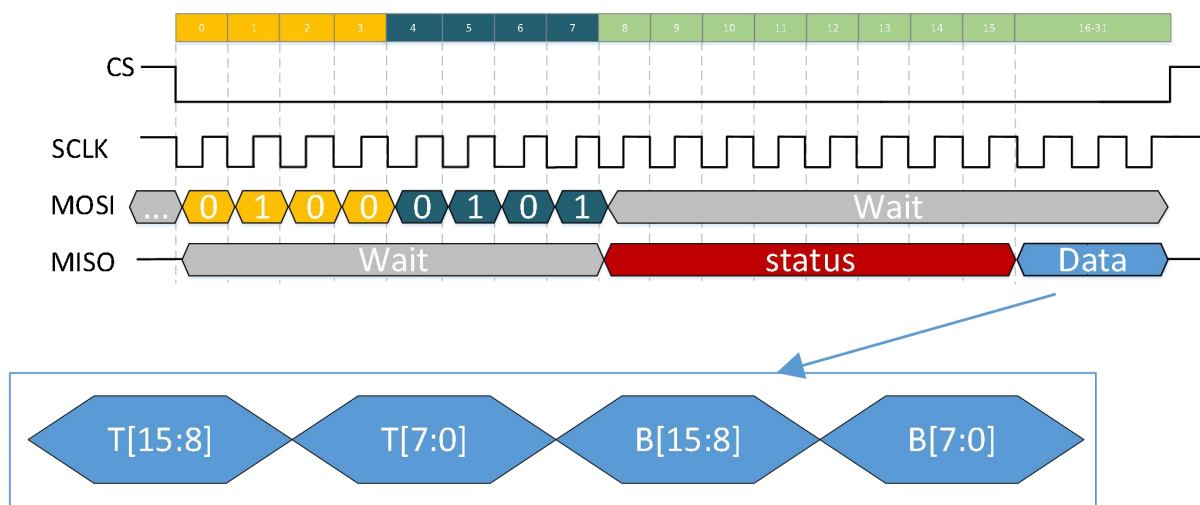 0 1 2 3 4 5 6 7 8 9 10 11 12 13 14 15 16-31
CS
SCLK
MOSI ... 0 1 0 0 0 1 0 1 Wait
MISO Wait status Data
T[15:8] T[7:0] B[15:8] B[7:0]